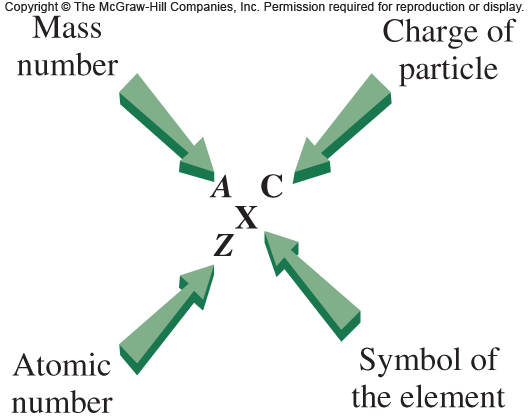 Copyright © The McGraw-Hill Companies, Inc. Permission required for reproduction or display.
Mass
number
Charge of
particle
A C
X
Z
Atomic
number
Symbol of
the element